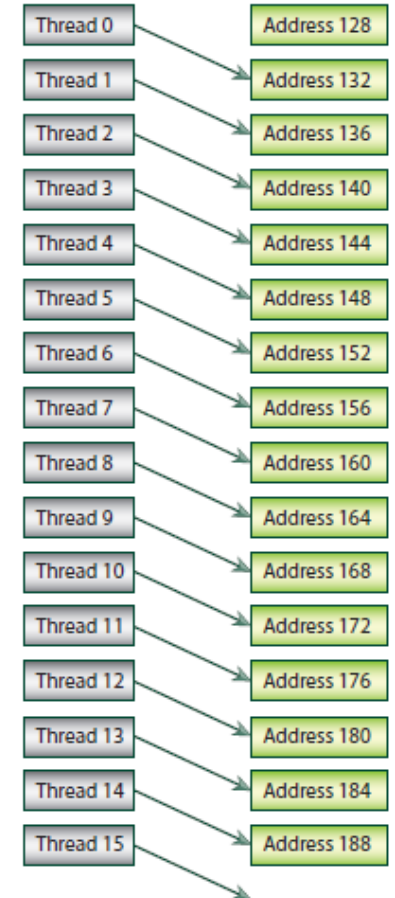 Thread 0 Address 128
Thread 1 Address 132
Thread 2 Address 136
Thread 3 Address 140
Thread 4 Address 144
Thread 5 Address 148
Thread 6 Address 152
Thread 7 Address 156
Thread 8 Address 160
Thread 9 Address 164
Thread 10 Address 168
Thread 11 Address 172
Thread 12 Address 176
Thread 13 Address 180
Thread 14 Address 184
Thread 15 Address 188